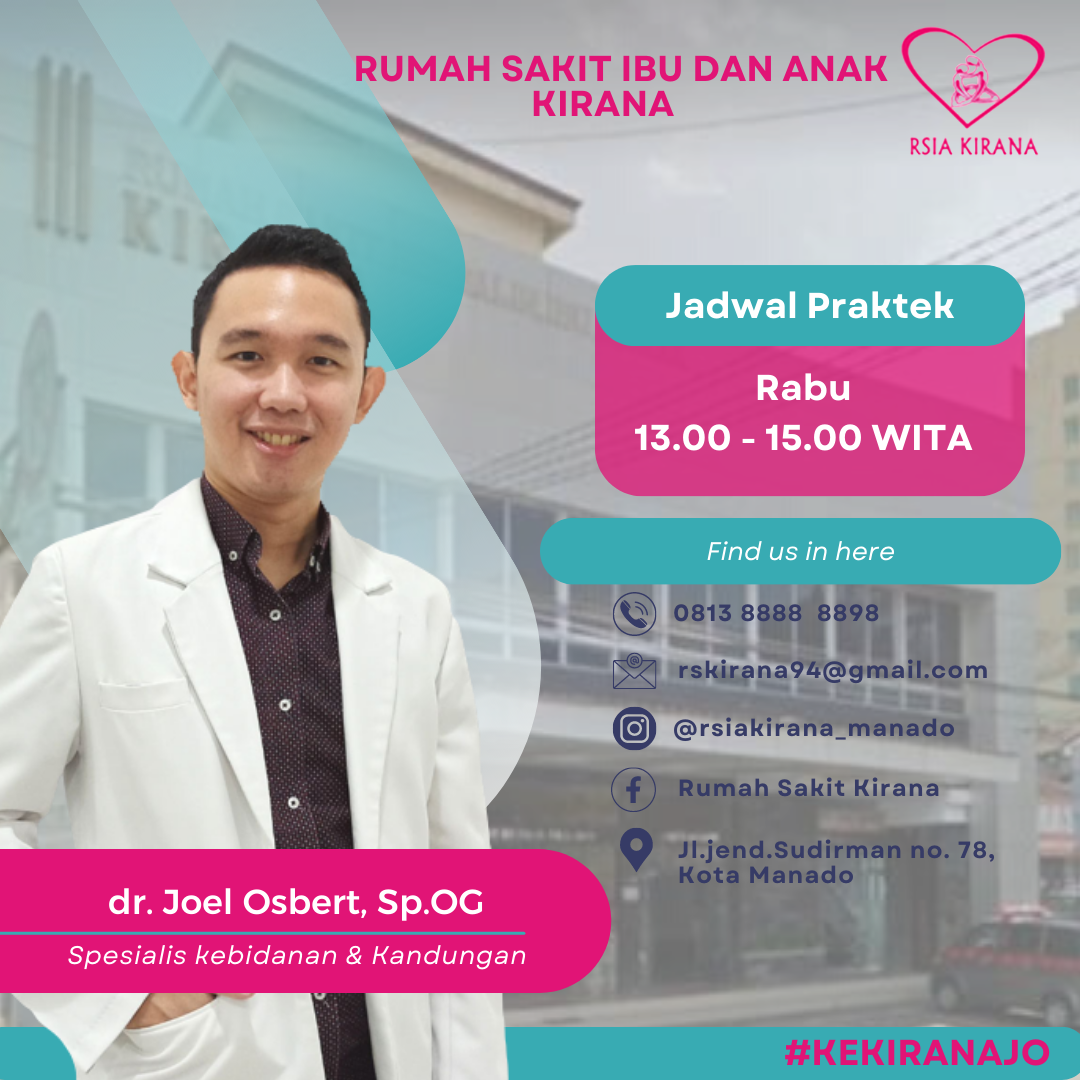 RUMAH SAKIT IBU DAN ANAK
KIRANA
RSIA KIRANA
Jadwal Praktek
Rabu
13.00 - 15.00 WITA
Find us in here
0813 8888 8898
rskirana94@gmail.com
@rsiakirana_manado
Rumah Sakit Kirana
Jl.jend.Sudirman no. 78,
Kota Manado
dr. Joel Osbert, Sp.OG
Spesialis kebidanan & Kandungan
#KEKIRANAJO